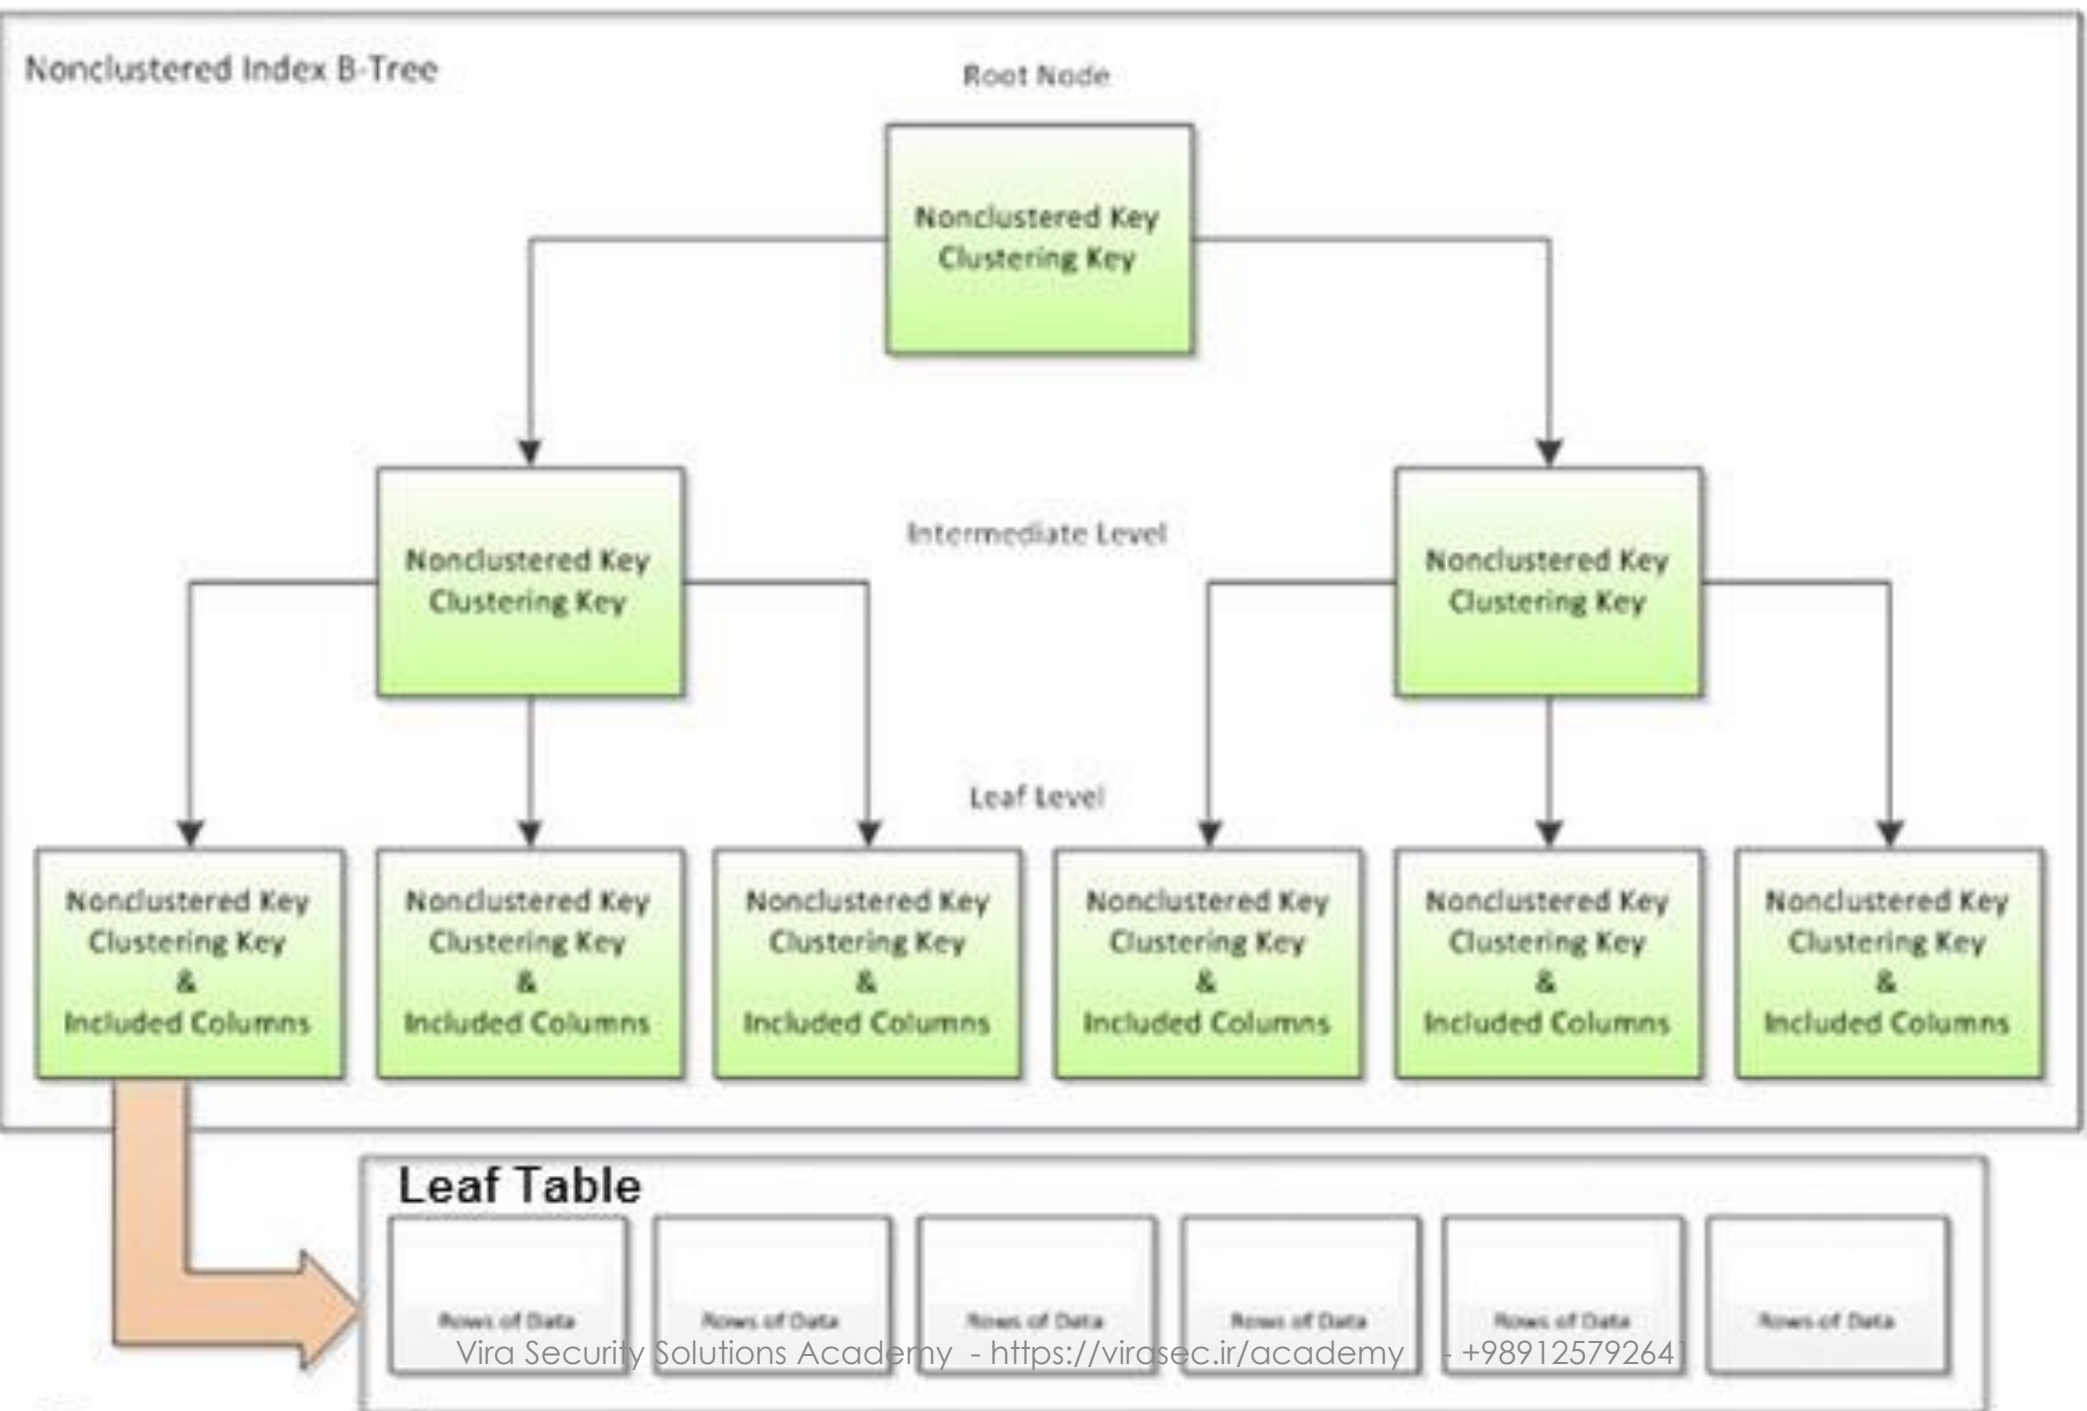 Nonclustered Index B-Tree
Root Node
Nonclustered Key
Clustering Key
Nonclustered Key
Clustering Key
Intermediate Level
Nonclustered Key
Clustering Key
Leaf Level
Nonclustered Key
Clustering Key
&
Included Columns
Nonclustered Key
Clustering Key
&
Included Columns
Nonclustered Key
Clustering Key
&
Included Columns
Nonclustered Key
Clustering Key
&
Included Columns
Nonclustered Key
Clustering Key
&
Included Columns
Nonclustered Key
Clustering Key
&
Included Columns
Leaf Table
Rows of Data
Rows of Data
Rows of Data
Rows of Data
Rows of Data
Rows of Data
Vira Security Solutions Academy - https://virasec.ir/academy - +989125792641